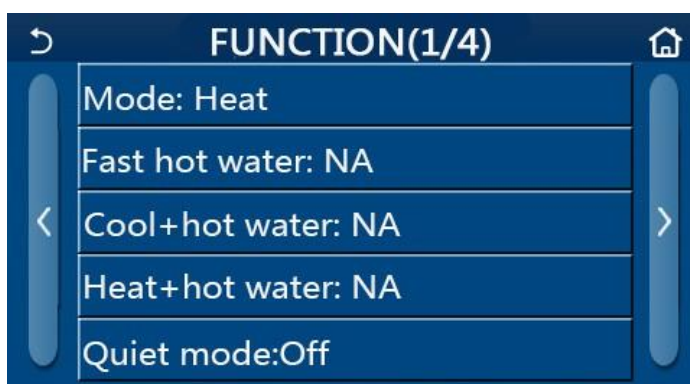 FUNCTION(1/4)
Mode: Heat
Fast hot water: NA
Cool+hot water: NA
Heat+hot water: NA
Quiet mode:Off